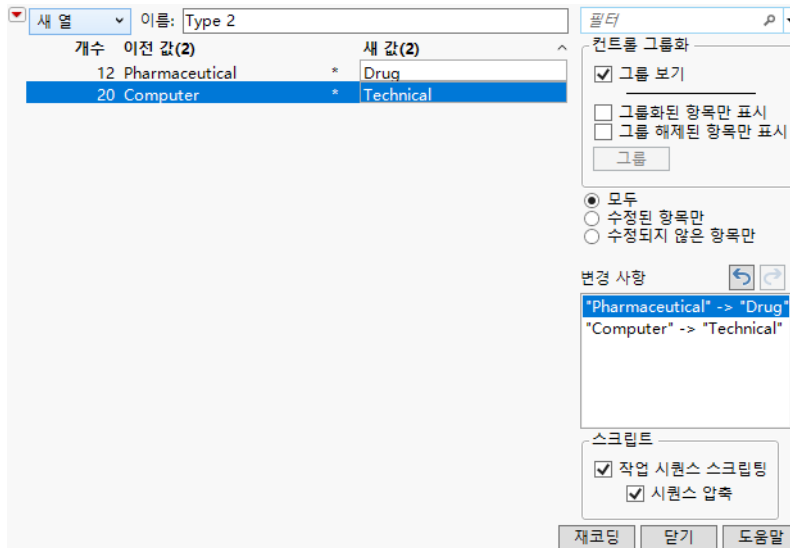 새 열 이름: Type 2
개수 이전 값(2) 새 값(2)
12 Pharmaceutical * Drug
20 Computer * Technical
필터
컨트롤 그룹화
그룹 보기
그룹화된 항목만 표시
그룹 해제된 항목만 표시
그룹
모두
수정된 항목만
수정되지 않은 항목만
변경 사항
"Pharmaceutical" -> "Drug"
"Computer" -> "Technical"
스크립트
작업 시퀀스 스크립팅
시퀀스 압축
재코딩 닫기 도움말